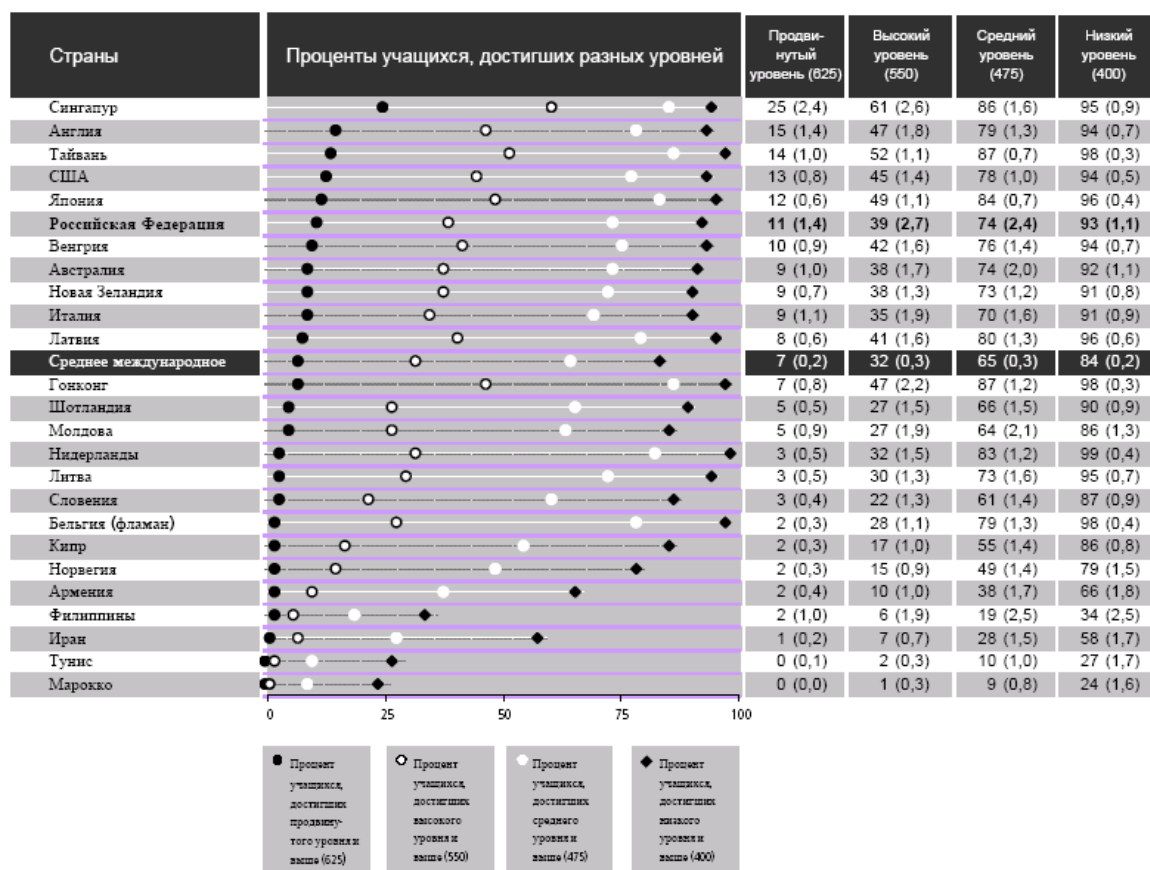 Страны
Проценты учащихся, достигших разных уровней
Продви-
нутый
уровень (625)
Высокий
уровень
(550)
Средний
уровень
(475)
Низкий
уровень
(400)
Сингапур 25 (2,4) 61 (2,6) 86 (1,6) 95 (0,9)
Англия 15 (1,4) 47 (1,8) 79 (1,3) 94 (0,7)
Тайвань 14 (1,0) 52 (1,1) 87 (0,7) 98 (0,3)
США 13 (0,8) 45 (1,4) 78 (1,0) 94 (0,5)
Япония 12 (0,6) 49 (1,1) 84 (0,7) 96 (0,4)
Российская Федерация 11 (1,4) 39 (2,7) 74 (2,4) 93 (1,1)
Венгрия 10 (0,9) 42 (1,6) 76 (1,4) 94 (0,7)
Австралия 9 (1,0) 38 (1,7) 74 (2,0) 92 (1,1)
Новая Зеландия 9 (0,7) 38 (1,3) 73 (1,2) 91 (0,8)
Италия 9 (1,1) 35 (1,9) 70 (1,6) 91 (0,9)
Латвия 8 (0,6) 41 (1,6) 80 (1,3) 96 (0,6)
Среднее международное 7 (0,2) 32 (0,3) 65 (0,3) 84 (0,2)
Гонконг 7 (0,8) 47 (2,2) 87 (1,2) 98 (0,3)
Шотландия 5 (0,5) 27 (1,5) 66 (1,5) 90 (0,9)
Молдова 5 (0,9) 27 (1,9) 64 (2,1) 86 (1,3)
Нидерланды 3 (0,5) 32 (1,5) 83 (1,2) 99 (0,4)
Литва 3 (0,5) 30 (1,3) 73 (1,6) 95 (0,7)
Словения 3 (0,4) 22 (1,3) 61 (1,4) 87 (0,9)
Бельгия (фламан) 2 (0,3) 28 (1,1) 79 (1,3) 98 (0,4)
Кипр 2 (0,3) 17 (1,0) 55 (1,4) 86 (0,8)
Норвегия 2 (0,3) 15 (0,9) 49 (1,4) 79 (1,5)
Армения 2 (0,4) 10 (1,0) 38 (1,7) 66 (1,8)
Филиппины 2 (1,0) 6 (1,9) 19 (2,5) 34 (2,5)
Иран 1 (0,2) 7 (0,7) 28 (1,5) 58 (1,7)
Тунис 0 (0,1) 2 (0,3) 10 (1,0) 27 (1,7)
Марокко 0 (0,0) 1 (0,3) 9 (0,8) 24 (1,6)
0 25 50 75 100
Процент
учащихся,
достигших
продвину-
того уровня и
выше (625)
Процент
учащихся,
достигших
высокого
уровня и
выше (550)
Процент
учащихся,
достигших
среднего
уровня и
выше (475)
Процент
учащихся,
достигших
низкого
уровня и
выше (400)